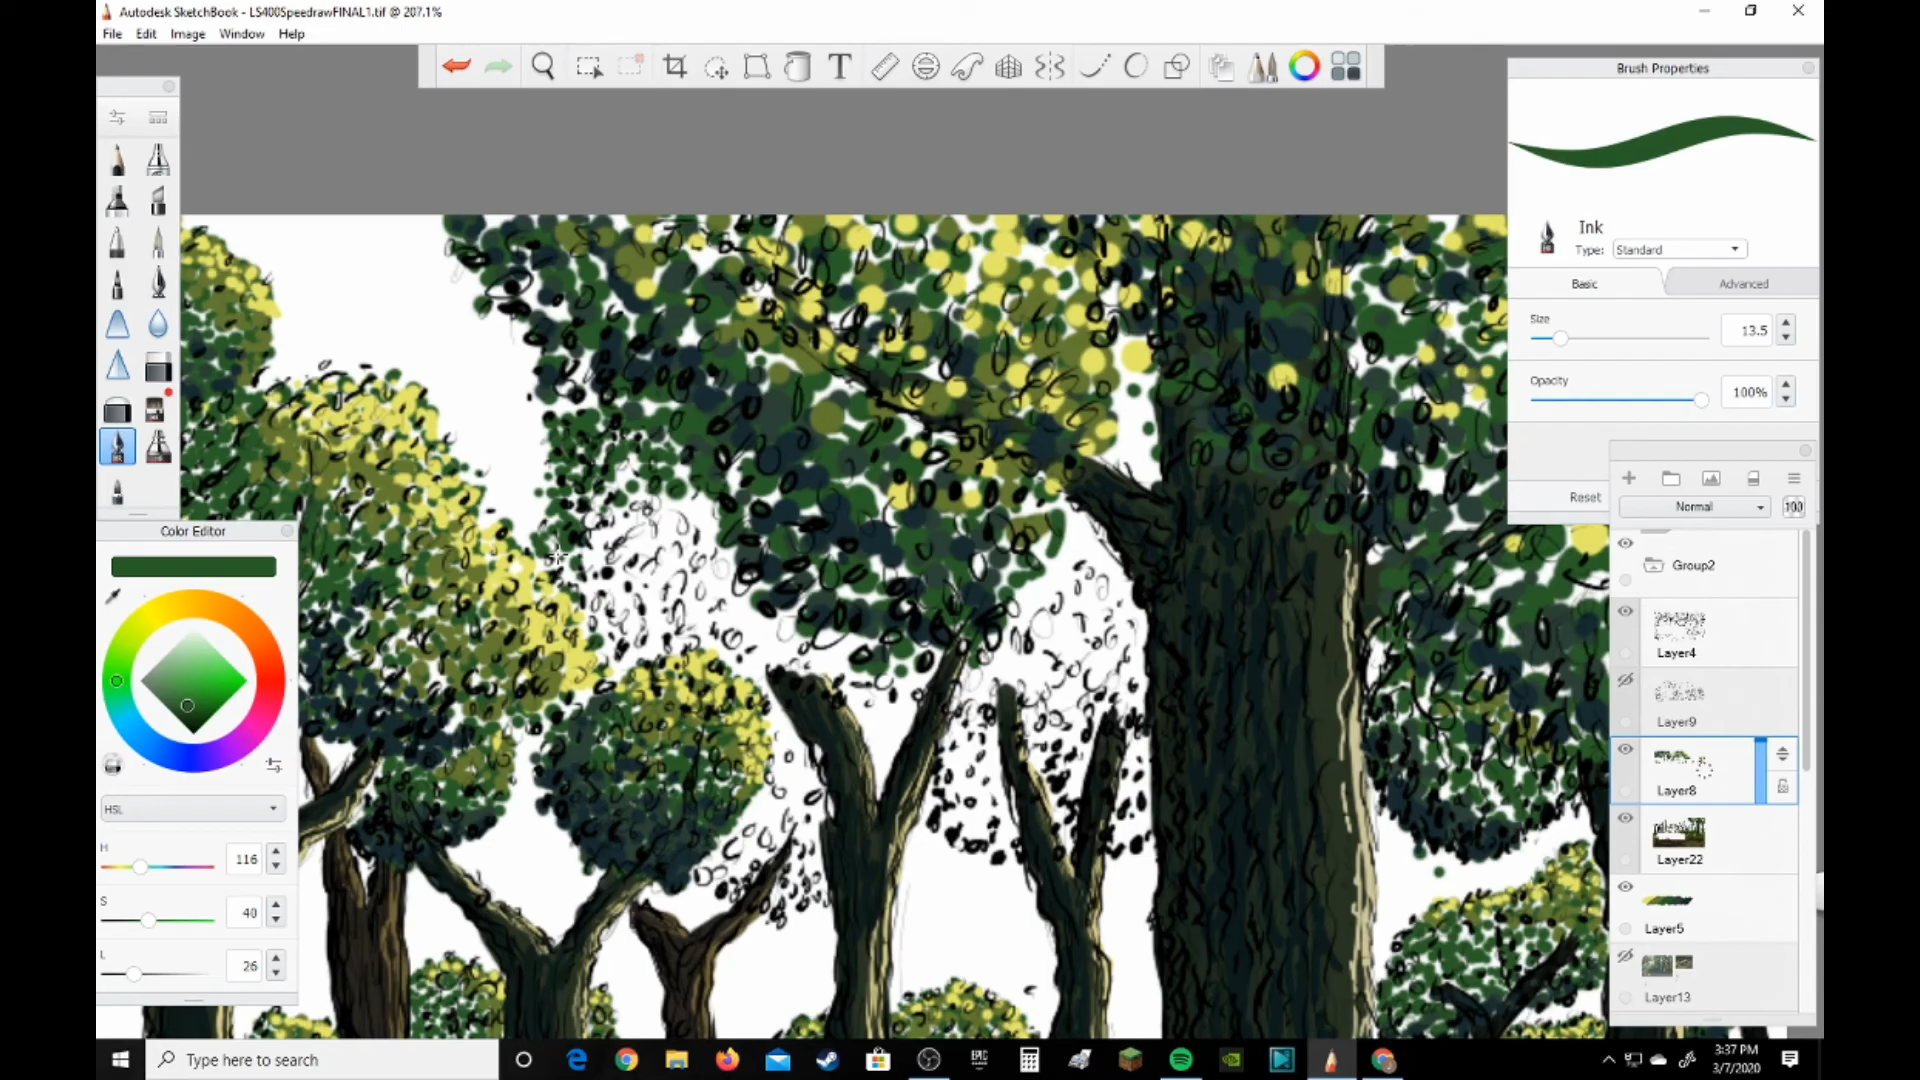 Autodesk SketchBook - LS400SpeedrawFINAL1.tif @ 207.1%
File Edit Image Window Help
T
Brush Properties
Ink
Type: Standard
Basic Advanced
Size
13.5
Opacity
100%
Reset
Normal 100
Group2
Layer4
Layer9
Layer8
Layer22
Layer5
Layer13
Color Editor
HSL
H 116
S 40
L 26
Type here to search
EPIC
3:37 PM
3/7/2020